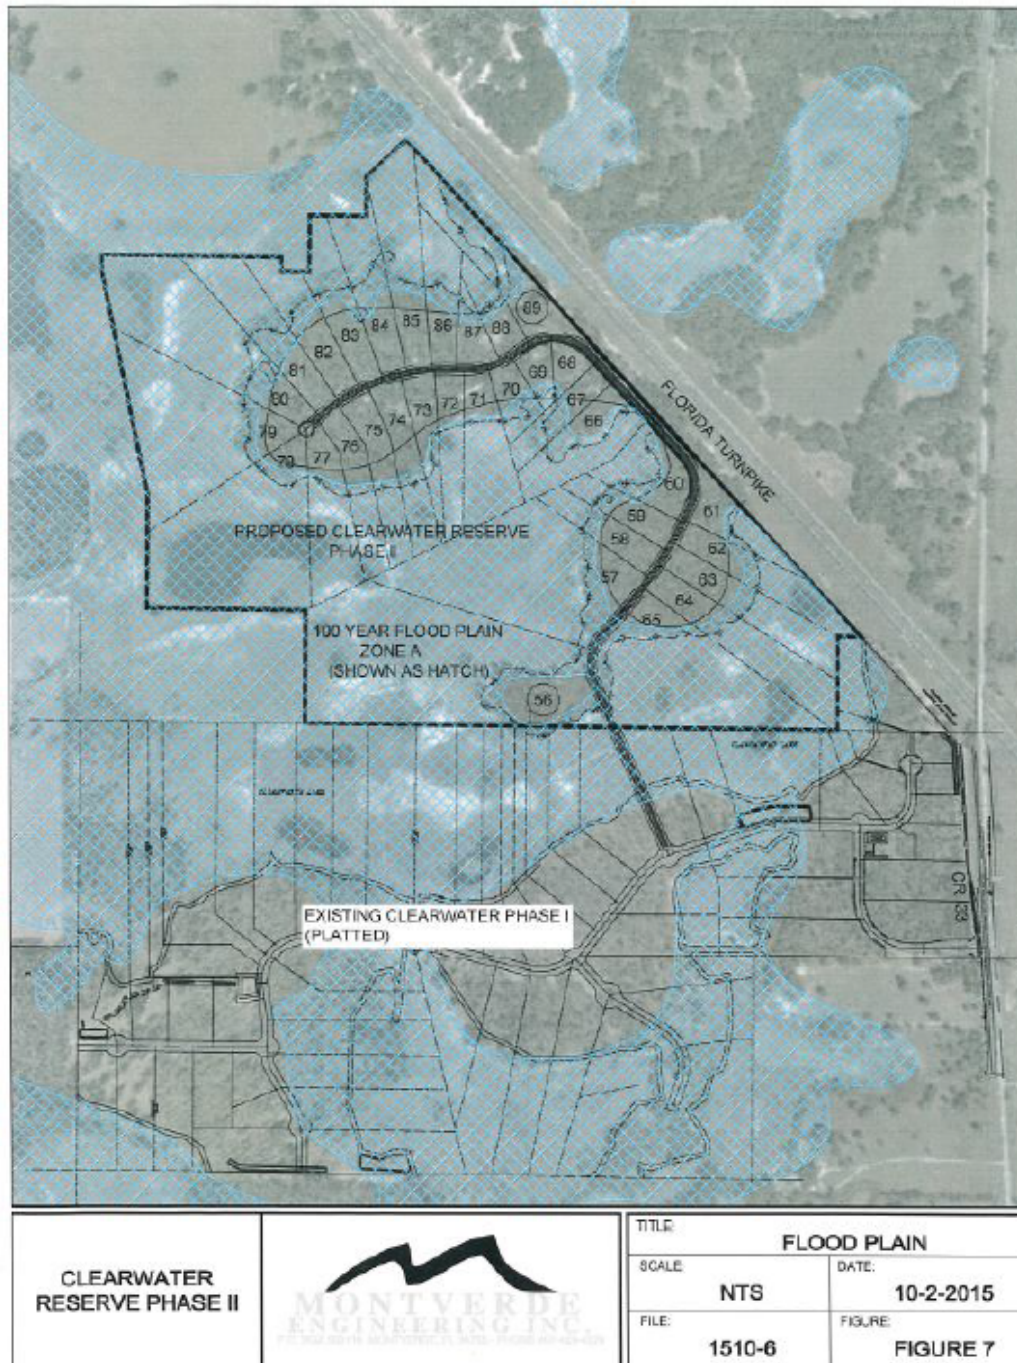 89
83
84
85
86
87
88
82
81
80
79
78
77
76
75
74
73
72
71
70
69
68
67
66
FLORIDA TURNPIKE
60
61
59
58
62
57
63
64
65
PROPOSED CLEARWATER RESERVE
PHASE II
100 YEAR FLOOD PLAIN
ZONE A
(SHOWN AS HATCH)
56
EXISTING CLEARWATER PHASE I
(PLATTED)
CR 33
CLEARWATER
RESERVE PHASE II
MONTVERDE
ENGINEERING INC.
TITLE:
FLOOD PLAIN
SCALE:
NTS
DATE:
10-2-2015
FILE:
1510-6
FIGURE:
FIGURE 7